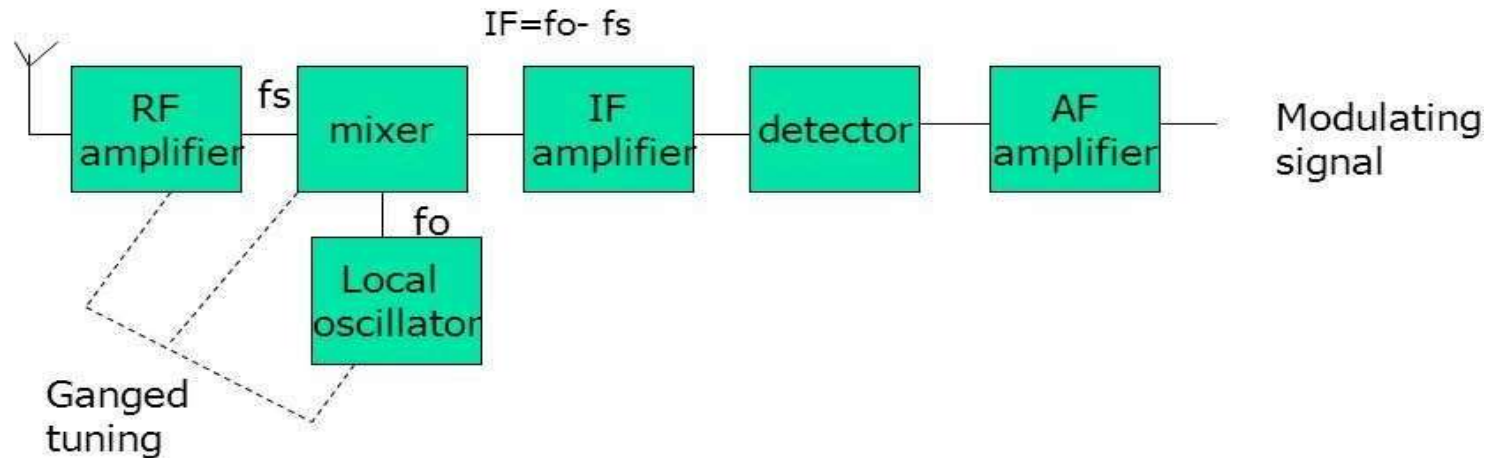 IF=fo- fs
RF
amplifier
fs
mixer
IF
amplifier
detector
AF
amplifier
Modulating
signal
fo
Local
oscillator
Ganged
tuning